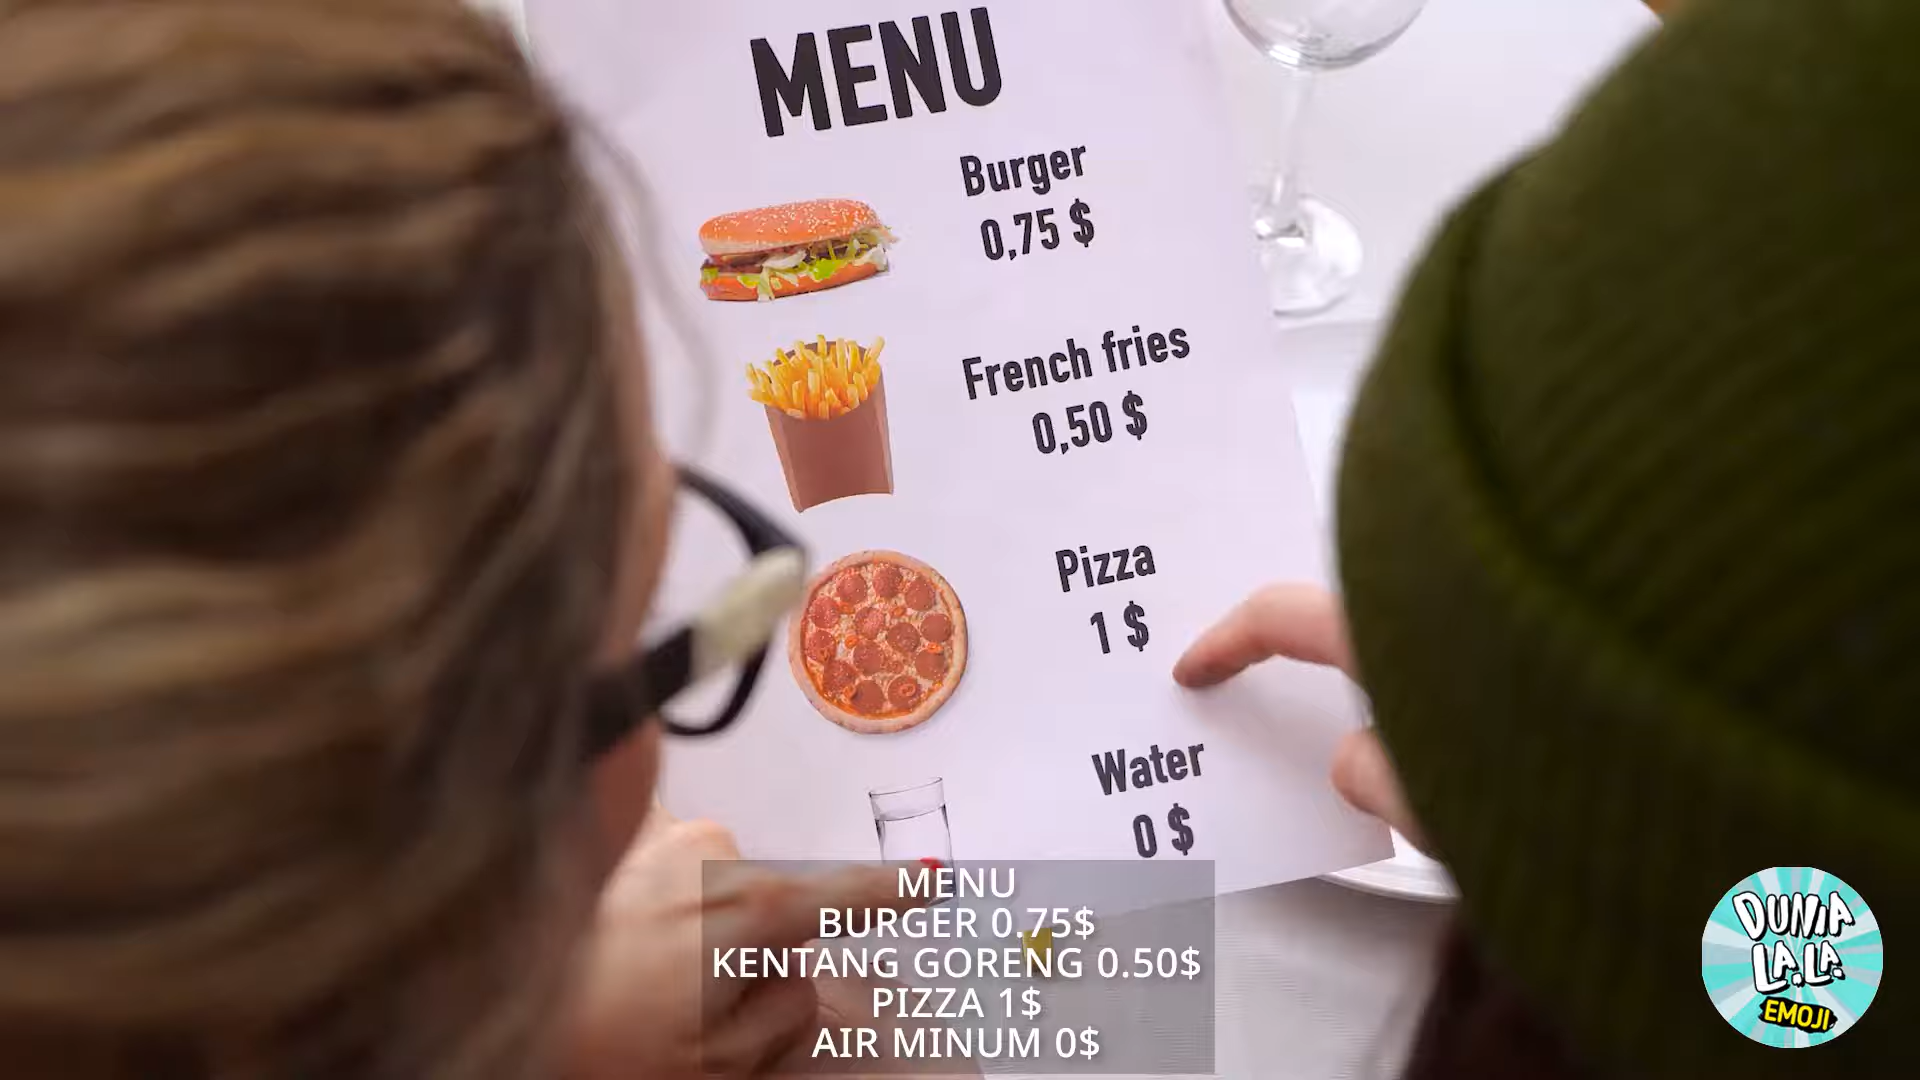 MENU
Burger
0,75 $
French fries
0,50 $
Pizza
1 $
Water
0 $
MENU
BURGER 0.75$
KENTANG GORENG 0.50$
PIZZA 1$
AIR MINUM 0$
DUNIA
LA.LA.
EMOJI